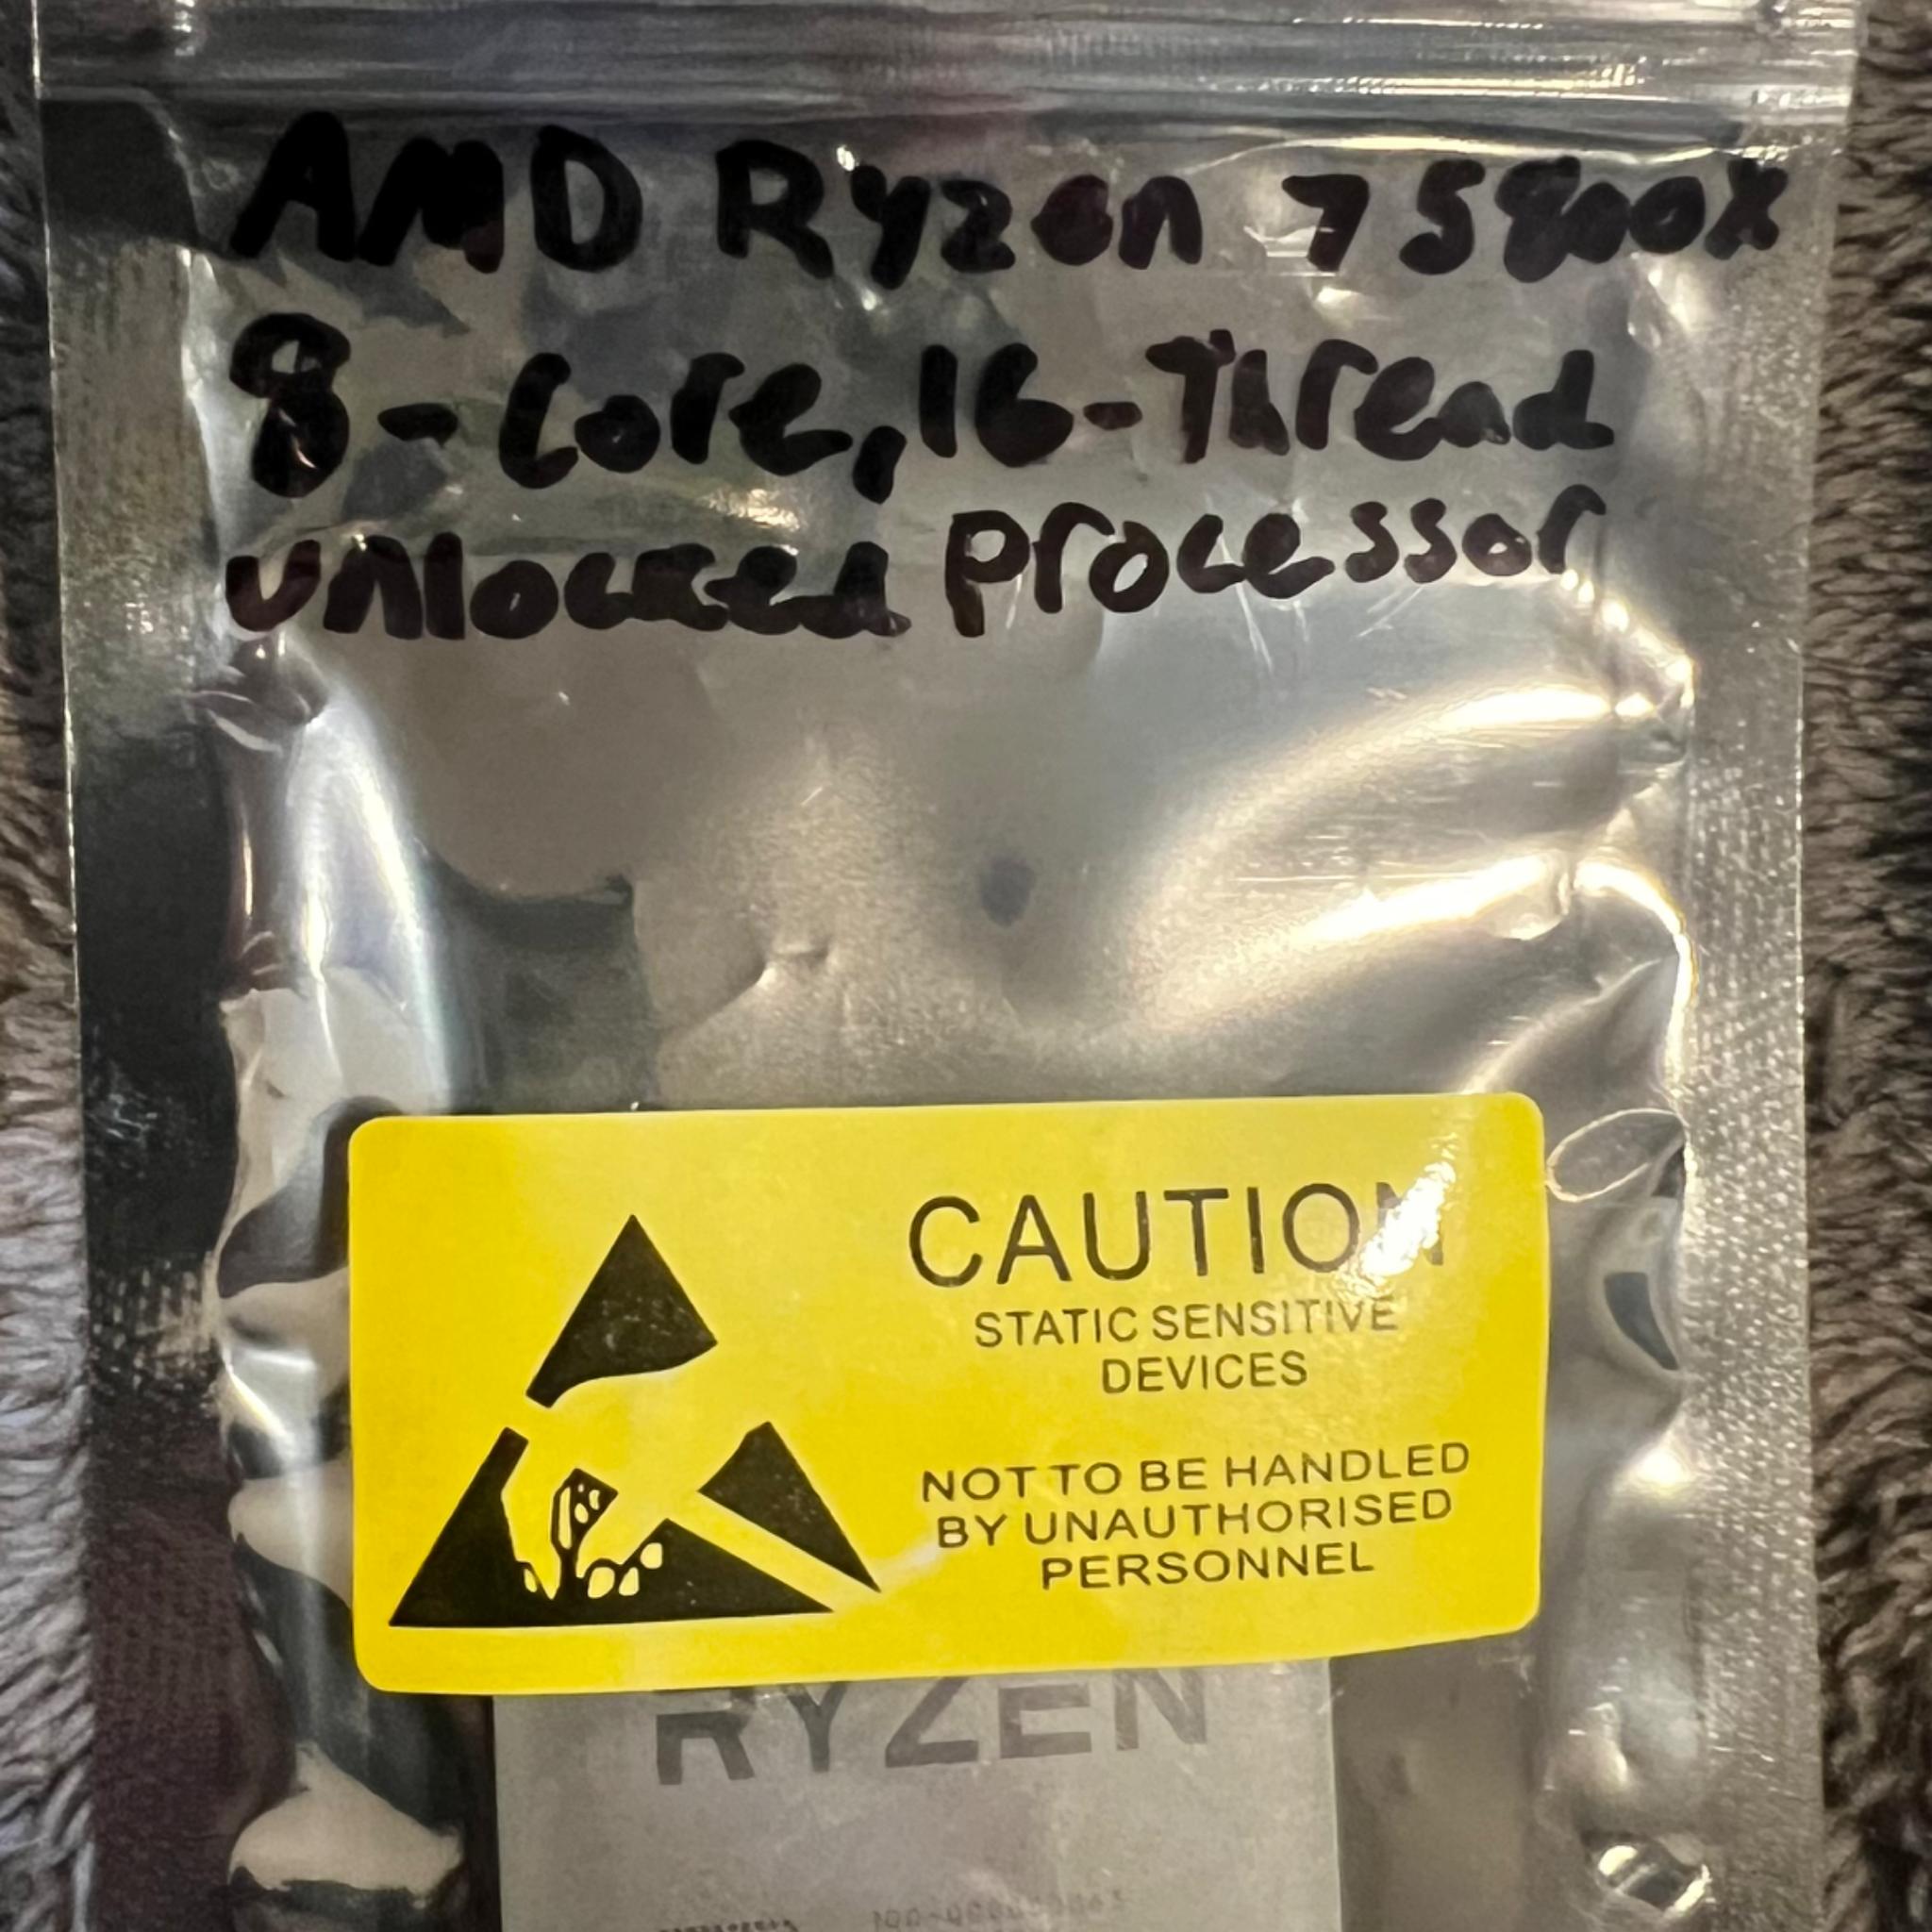 AMD Ryzen 7 5800X
8-Core, 16-Thread
unlocked processor
CAUTION
STATIC SENSITIVE
DEVICES
NOT TO BE HANDLED
BY UNAUTHORISED
PERSONNEL
RYZEN